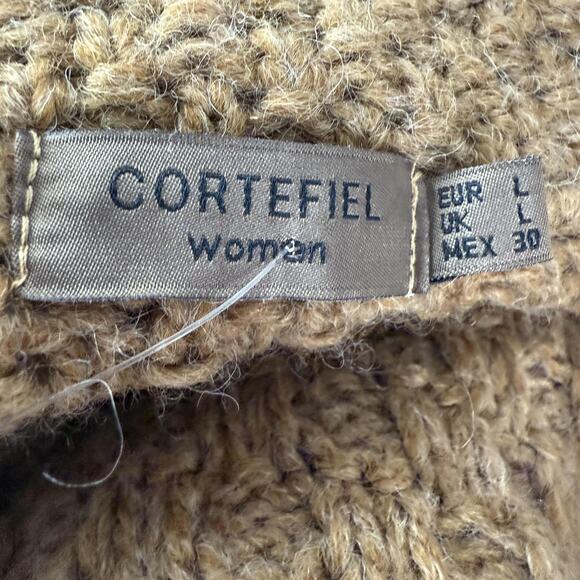 CORTEFIEL
Woman
EUR L
UK L
MEX 30